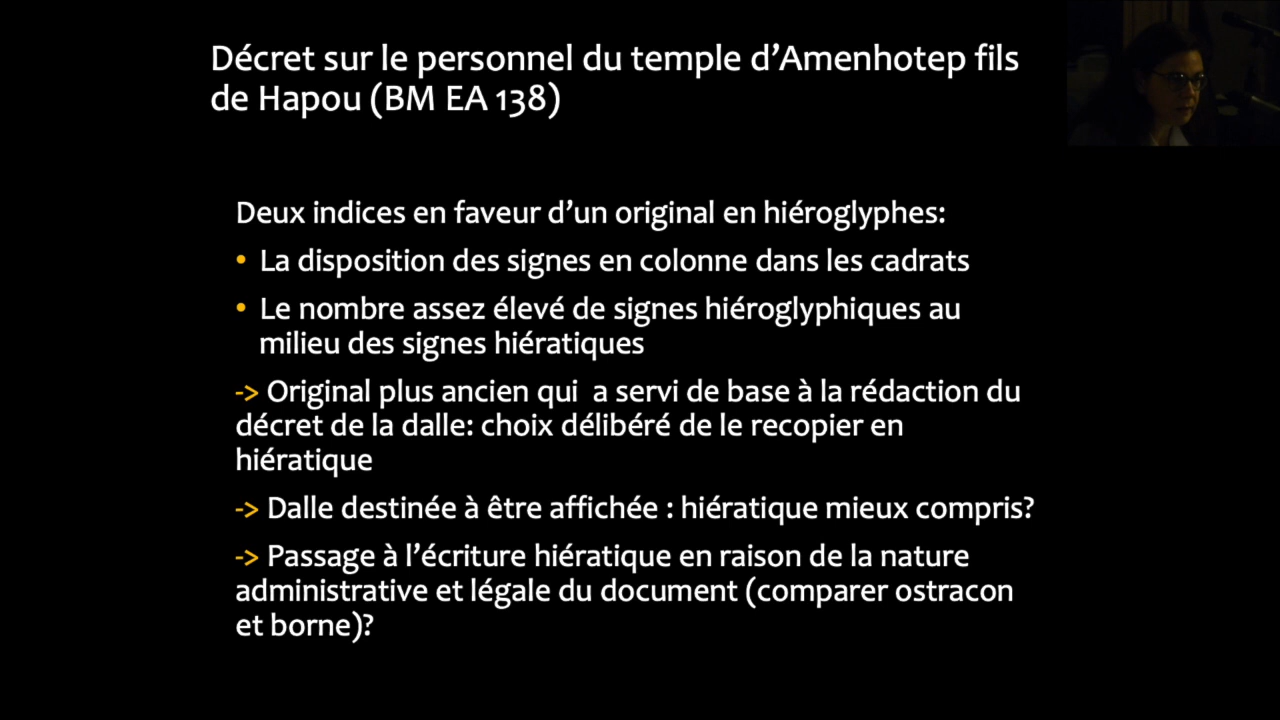 Décret sur le personnel du temple d’Amenhotep fils
de Hapou (BM EA 138)
Deux indices en faveur d’un original en hiéroglyphes:
• La disposition des signes en colonne dans les cadrats
• Le nombre assez élevé de signes hiéroglyphiques au
milieu des signes hiératiques
-> Original plus ancien qui  a servi de base à la rédaction du
décret de la dalle: choix délibéré de le recopier en
hiératique
-> Dalle destinée à être affichée : hiératique mieux compris?
-> Passage à l’écriture hiératique en raison de la nature
administrative et légale du document (comparer ostracon
et borne)?